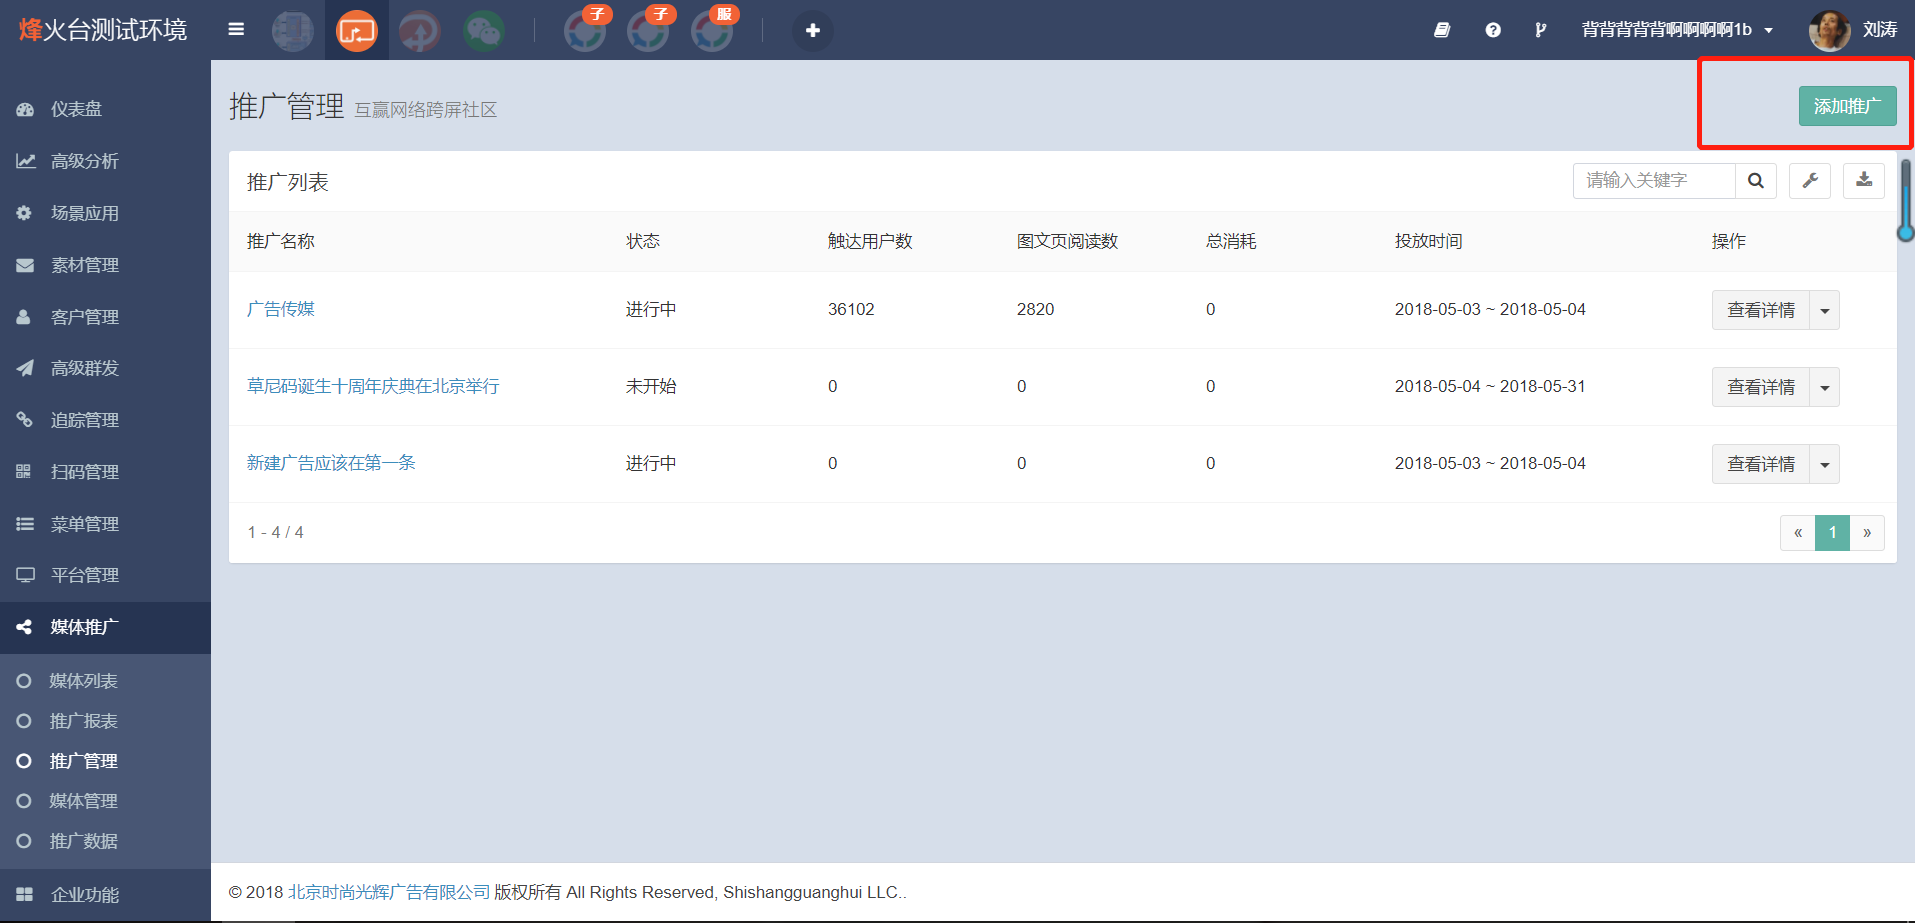 烽火台测试环境
子
子
服
背背背背背啊啊啊啊1b
刘涛
仪表盘
高级分析
场景应用
素材管理
客户管理
高级群发
追踪管理
扫码管理
菜单管理
平台管理
媒体推广
媒体列表
推广报表
推广管理
媒体管理
推广数据
企业功能
推广管理 互赢网络跨屏社区
添加推广
推广列表
请输入关键字
推广名称 状态 触达用户数 图文页阅读数 总消耗 投放时间 操作
广告传媒 进行中 36102 2820 0 2018-05-03 ~ 2018-05-04 查看详情
草尼码诞生十周年庆典在北京举行 未开始 0 0 0 2018-05-04 ~ 2018-05-31 查看详情
新建广告应该在第一条 进行中 0 0 0 2018-05-03 ~ 2018-05-04 查看详情
1 - 4 / 4
« 1 »
© 2018 北京时尚光辉广告有限公司 版权所有 All Rights Reserved, Shishangguanghui LLC..